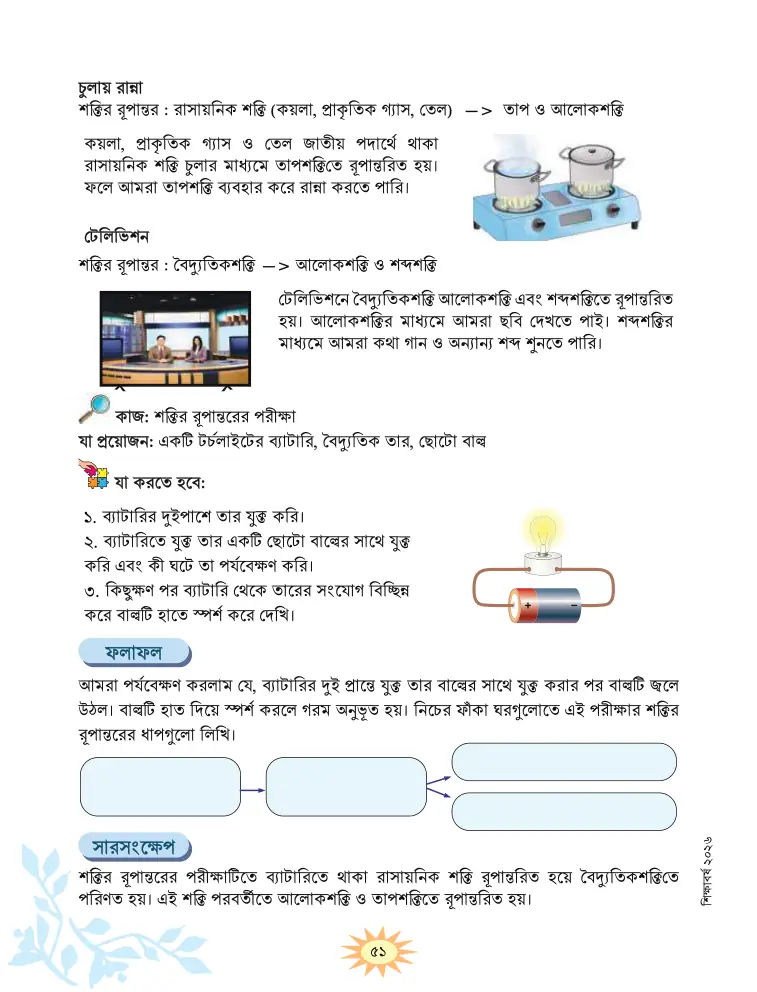 চুলায় রান্না
শক্তির রূপান্তর : রাসায়নিক শক্তি (কয়লা, প্রাকৃতিক গ্যাস, তেল) —> তাপ ও আলোকশক্তি
কয়লা, প্রাকৃতিক গ্যাস ও তেল জাতীয় পদার্থে থাকা
রাসায়নিক শক্তি চুলার মাধ্যমে তাপশক্তিতে রূপান্তরিত হয়।
ফলে আমরা তাপশক্তি ব্যবহার করে রান্না করতে পারি।
টেলিভিশন
শক্তির রূপান্তর : বৈদ্যুতিকশক্তি —> আলোকশক্তি ও শব্দশক্তি
টেলিভিশনে বৈদ্যুতিকশক্তি আলোকশক্তি এবং শব্দশক্তিতে রূপান্তরিত
হয়। আলোকশক্তির মাধ্যমে আমরা ছবি দেখতে পাই। শব্দশক্তির
মাধ্যমে আমরা কথা গান ও অন্যান্য শব্দ শুনতে পারি।
কাজ: শক্তির রূপান্তরের পরীক্ষা
যা প্রয়োজন: একটি টর্চলাইটের ব্যাটারি, বৈদ্যুতিক তার, ছোটো বাল্ব
যা করতে হবে:
১. ব্যাটারির দুইপাশে তার যুক্ত করি।
২. ব্যাটারিতে যুক্ত তার একটি ছোটো বাল্বের সাথে যুক্ত
করি এবং কী ঘটে তা পর্যবেক্ষণ করি।
৩. কিছুক্ষণ পর ব্যাটারি থেকে তারের সংযোগ বিচ্ছিন্ন
করে বাল্বটি হাতে স্পর্শ করে দেখি।
+ –
ফলাফল
আমরা পর্যবেক্ষণ করলাম যে, ব্যাটারির দুই প্রান্তে যুক্ত তার বাল্বের সাথে যুক্ত করার পর বাল্বটি জ্বলে
উঠল। বাল্বটি হাত দিয়ে স্পর্শ করলে গরম অনুভূত হয়। নিচের ফাঁকা ঘরগুলোতে এই পরীক্ষার শক্তির
রূপান্তরের ধাপগুলো লিখি।
সারসংক্ষেপ
শক্তির রূপান্তরের পরীক্ষাটিতে ব্যাটারিতে থাকা রাসায়নিক শক্তি রূপান্তরিত হয়ে বৈদ্যুতিকশক্তিতে
পরিণত হয়। এই শক্তি পরবর্তীতে আলোকশক্তি ও তাপশক্তিতে রূপান্তরিত হয়।
শিক্ষাবর্ষ ২০২৬
৫১